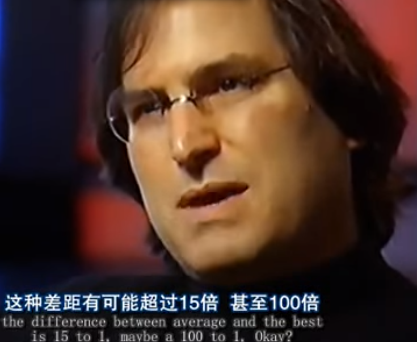 这种差距有可能超过15倍 甚至100倍
the difference between average and the best
is 15 to 1, maybe a 100 to 1. Okay?